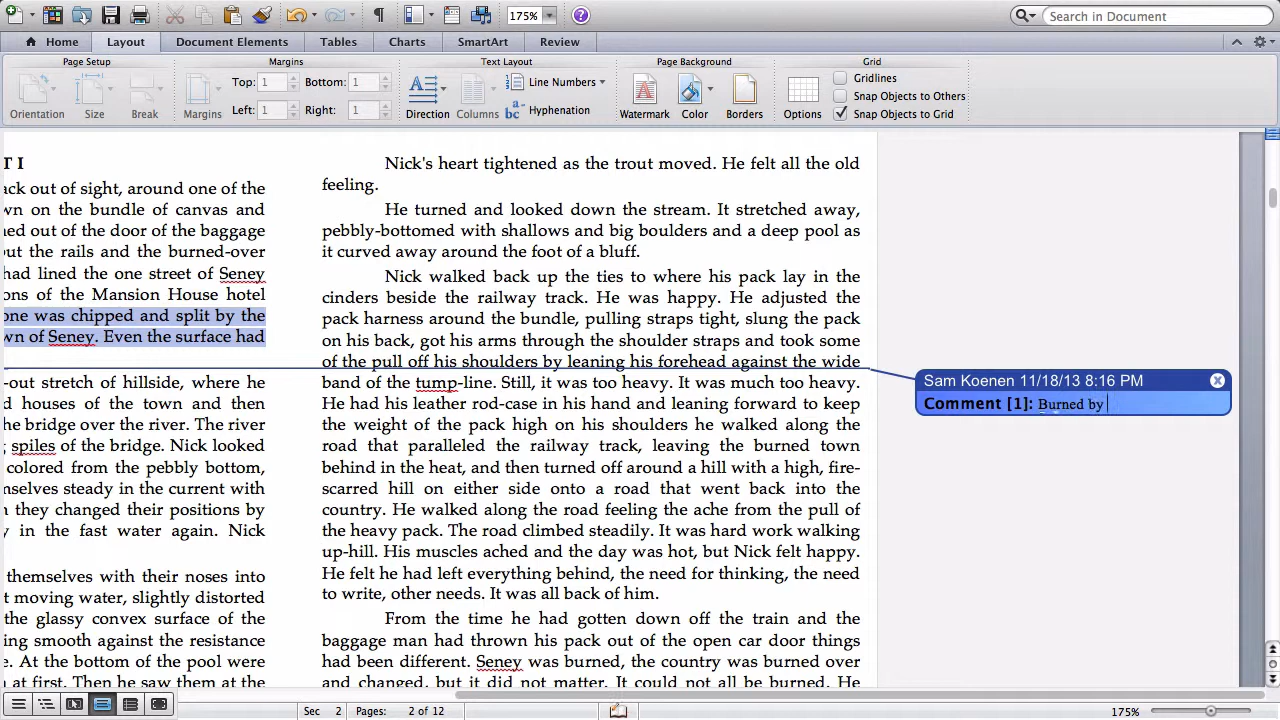 175%
Search in Document
Home Layout Document Elements Tables Charts SmartArt Review
Page Setup Margins Text Layout Page Background Grid
Orientation Size Break
Margins Top: 1 Bottom: 1
Left: 1 Right: 1
Direction Columns
Line Numbers
abc Hyphenation
Watermark Color Borders
Options
Gridlines
Snap Objects to Others
Snap Objects to Grid
T I
ack out of sight, around one of the
wn on the bundle of canvas and
ned out of the door of the baggage
out the rails and the burned-over
had lined the one street of Seney
ons of the Mansion House hotel
one was chipped and split by the
wn of Seney. Even the surface had
-out stretch of hillside, where he
d houses of the town and then
he bridge over the river. The river
; spiles of the bridge. Nick looked
colored from the pebbly bottom,
mselves steady in the current with
n they changed their positions by
y in the fast water again. Nick
themselves with their noses into
t moving water, slightly distorted
the glassy convex surface of the
ing smooth against the resistance
e. At the bottom of the pool were
n at first. Then he saw them at the
Nick's heart tightened as the trout moved. He felt all the old
feeling.
He turned and looked down the stream. It stretched away,
pebbly-bottomed with shallows and big boulders and a deep pool as
it curved away around the foot of a bluff.
Nick walked back up the ties to where his pack lay in the
cinders beside the railway track. He was happy. He adjusted the
pack harness around the bundle, pulling straps tight, slung the pack
on his back, got his arms through the shoulder straps and took some
of the pull off his shoulders by leaning his forehead against the wide
band of the tump-line. Still, it was too heavy. It was much too heavy.
He had his leather rod-case in his hand and leaning forward to keep
the weight of the pack high on his shoulders he walked along the
road that paralleled the railway track, leaving the burned town
behind in the heat, and then turned off around a hill with a high, fire-
scarred hill on either side onto a road that went back into the
country. He walked along the road feeling the ache from the pull of
the heavy pack. The road climbed steadily. It was hard work walking
up-hill. His muscles ached and the day was hot, but Nick felt happy.
He felt he had left everything behind, the need for thinking, the need
to write, other needs. It was all back of him.
From the time he had gotten down off the train and the
baggage man had thrown his pack out of the open car door things
had been different. Seney was burned, the country was burned over
and changed, but it did not matter. It could not all be burned. He
Sam Koenen 11/18/13 8:16 PM
Comment [1]: Burned by
Sec 2 Pages: 2 of 12 175%